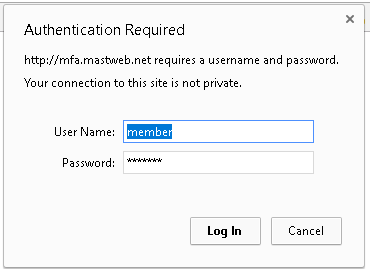 Authentication Required
http://mfa.mastweb.net requires a username and password.
Your connection to this site is not private.
User Name: member
Password: *******
Log In Cancel